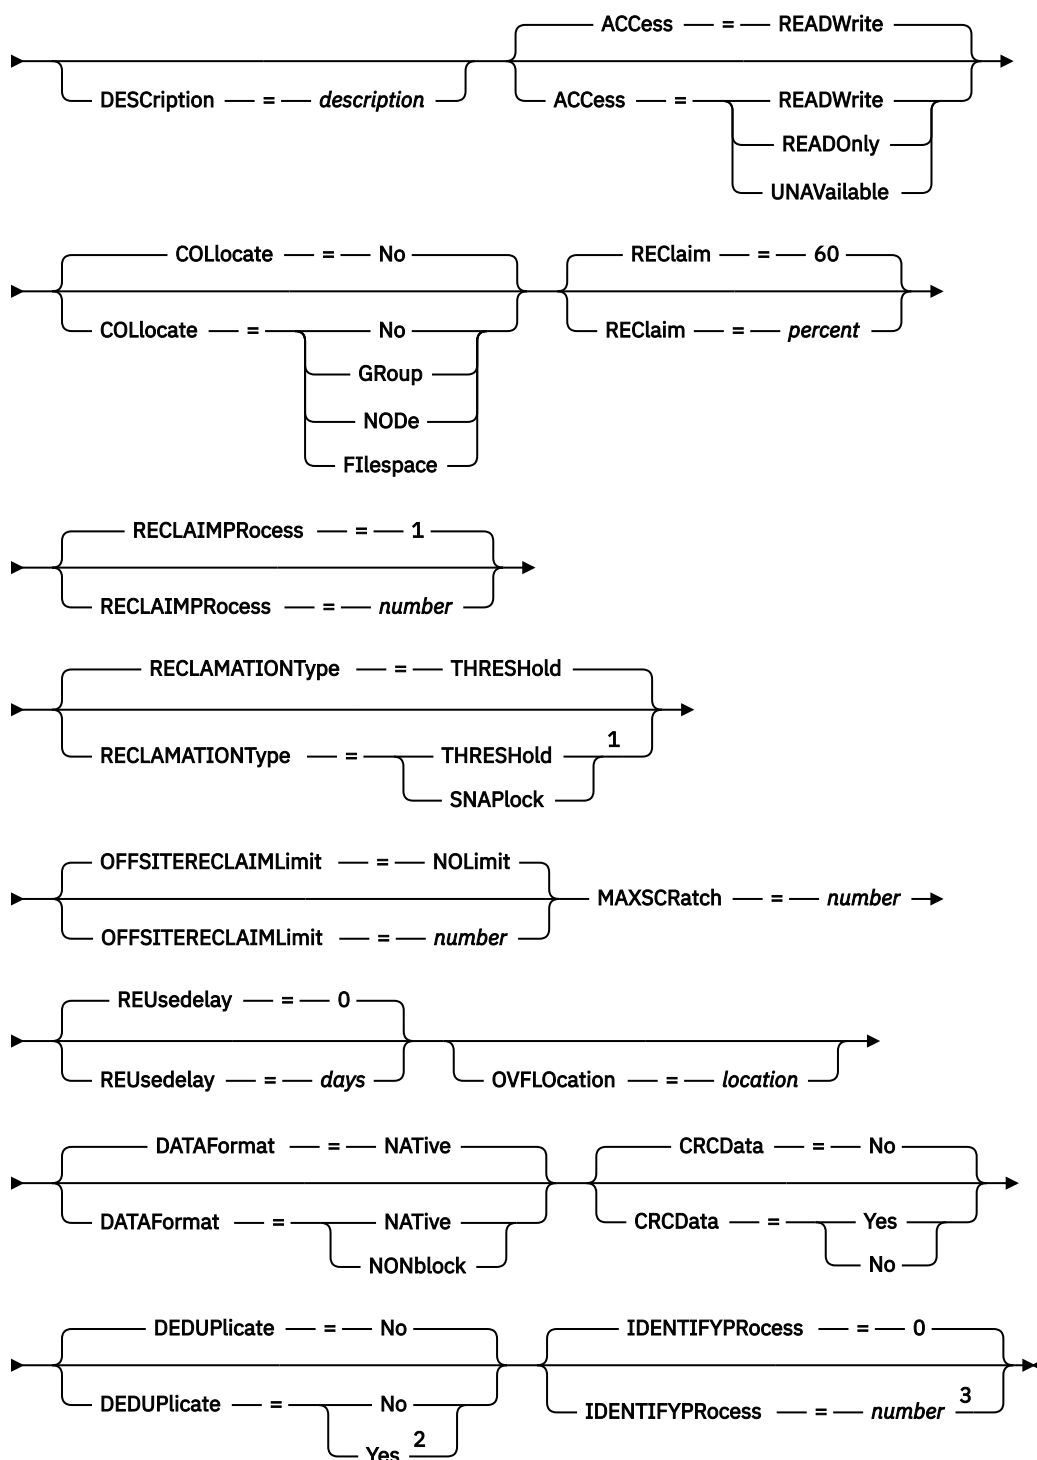 ACCess = READWrite
DESCription = description ACCess = READWrite
READOnly
UNAVailable
COLlocate = No REClaim = 60
COLlocate = No REClaim = percent
GRoup
NODe
FIlespace
RECLAIMPRocess = 1
RECLAIMPRocess = number
RECLAMATIONType = THRESHold
RECLAMATIONType = THRESHold 1
SNAPlock
OFFSITERECLAIMLimit = NOLimit
MAXSCRatch = number
OFFSITERECLAIMLimit = number
REUsedelay = 0
REUsedelay = days OVFLOcation = location
DATAFormat = NATive CRCData = No
DATAFormat = NATive CRCData = Yes
NONblock No
DEDUPlicate = No IDENTIFYPRocess = 0
DEDUPlicate = No IDENTIFYPRocess = number 3
Yes 2